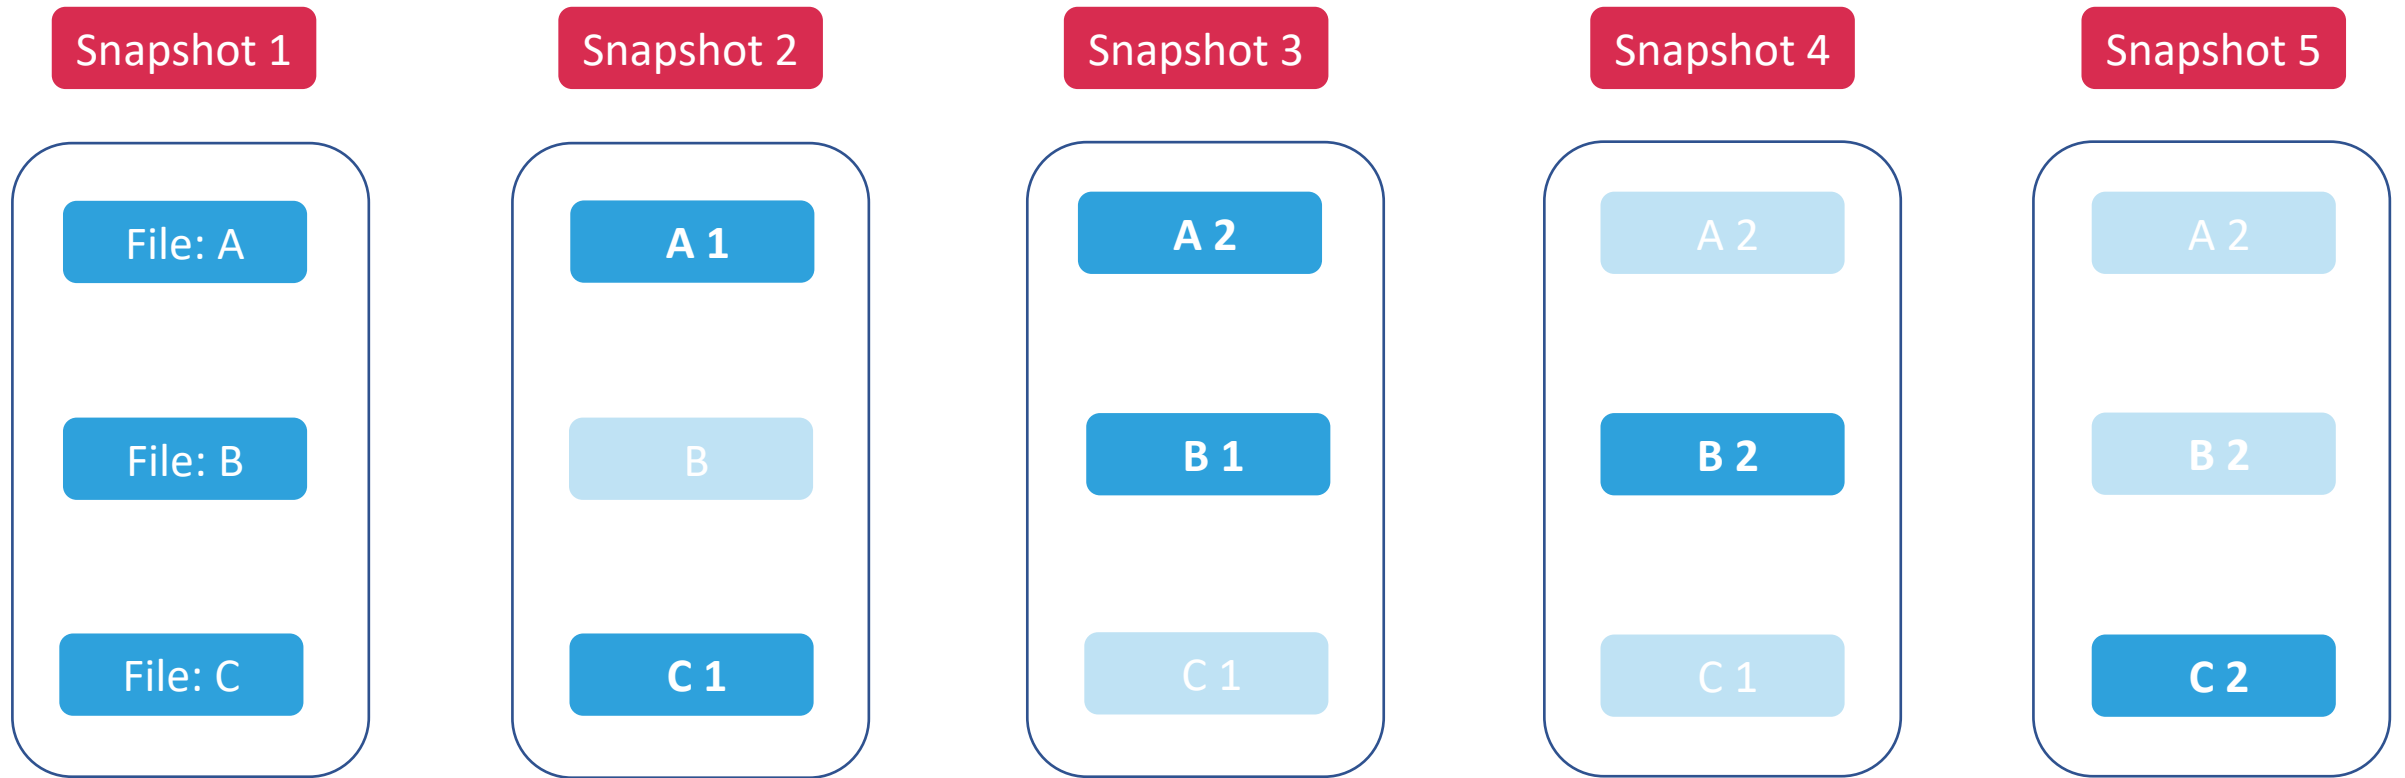 Snapshot 1
Snapshot 2
Snapshot 3
Snapshot 4
Snapshot 5
File: A
A 1
A 2
A 2
A 2
File: B
B
B 1
B 2
B 2
File: C
C 1
C 1
C 1
C 2